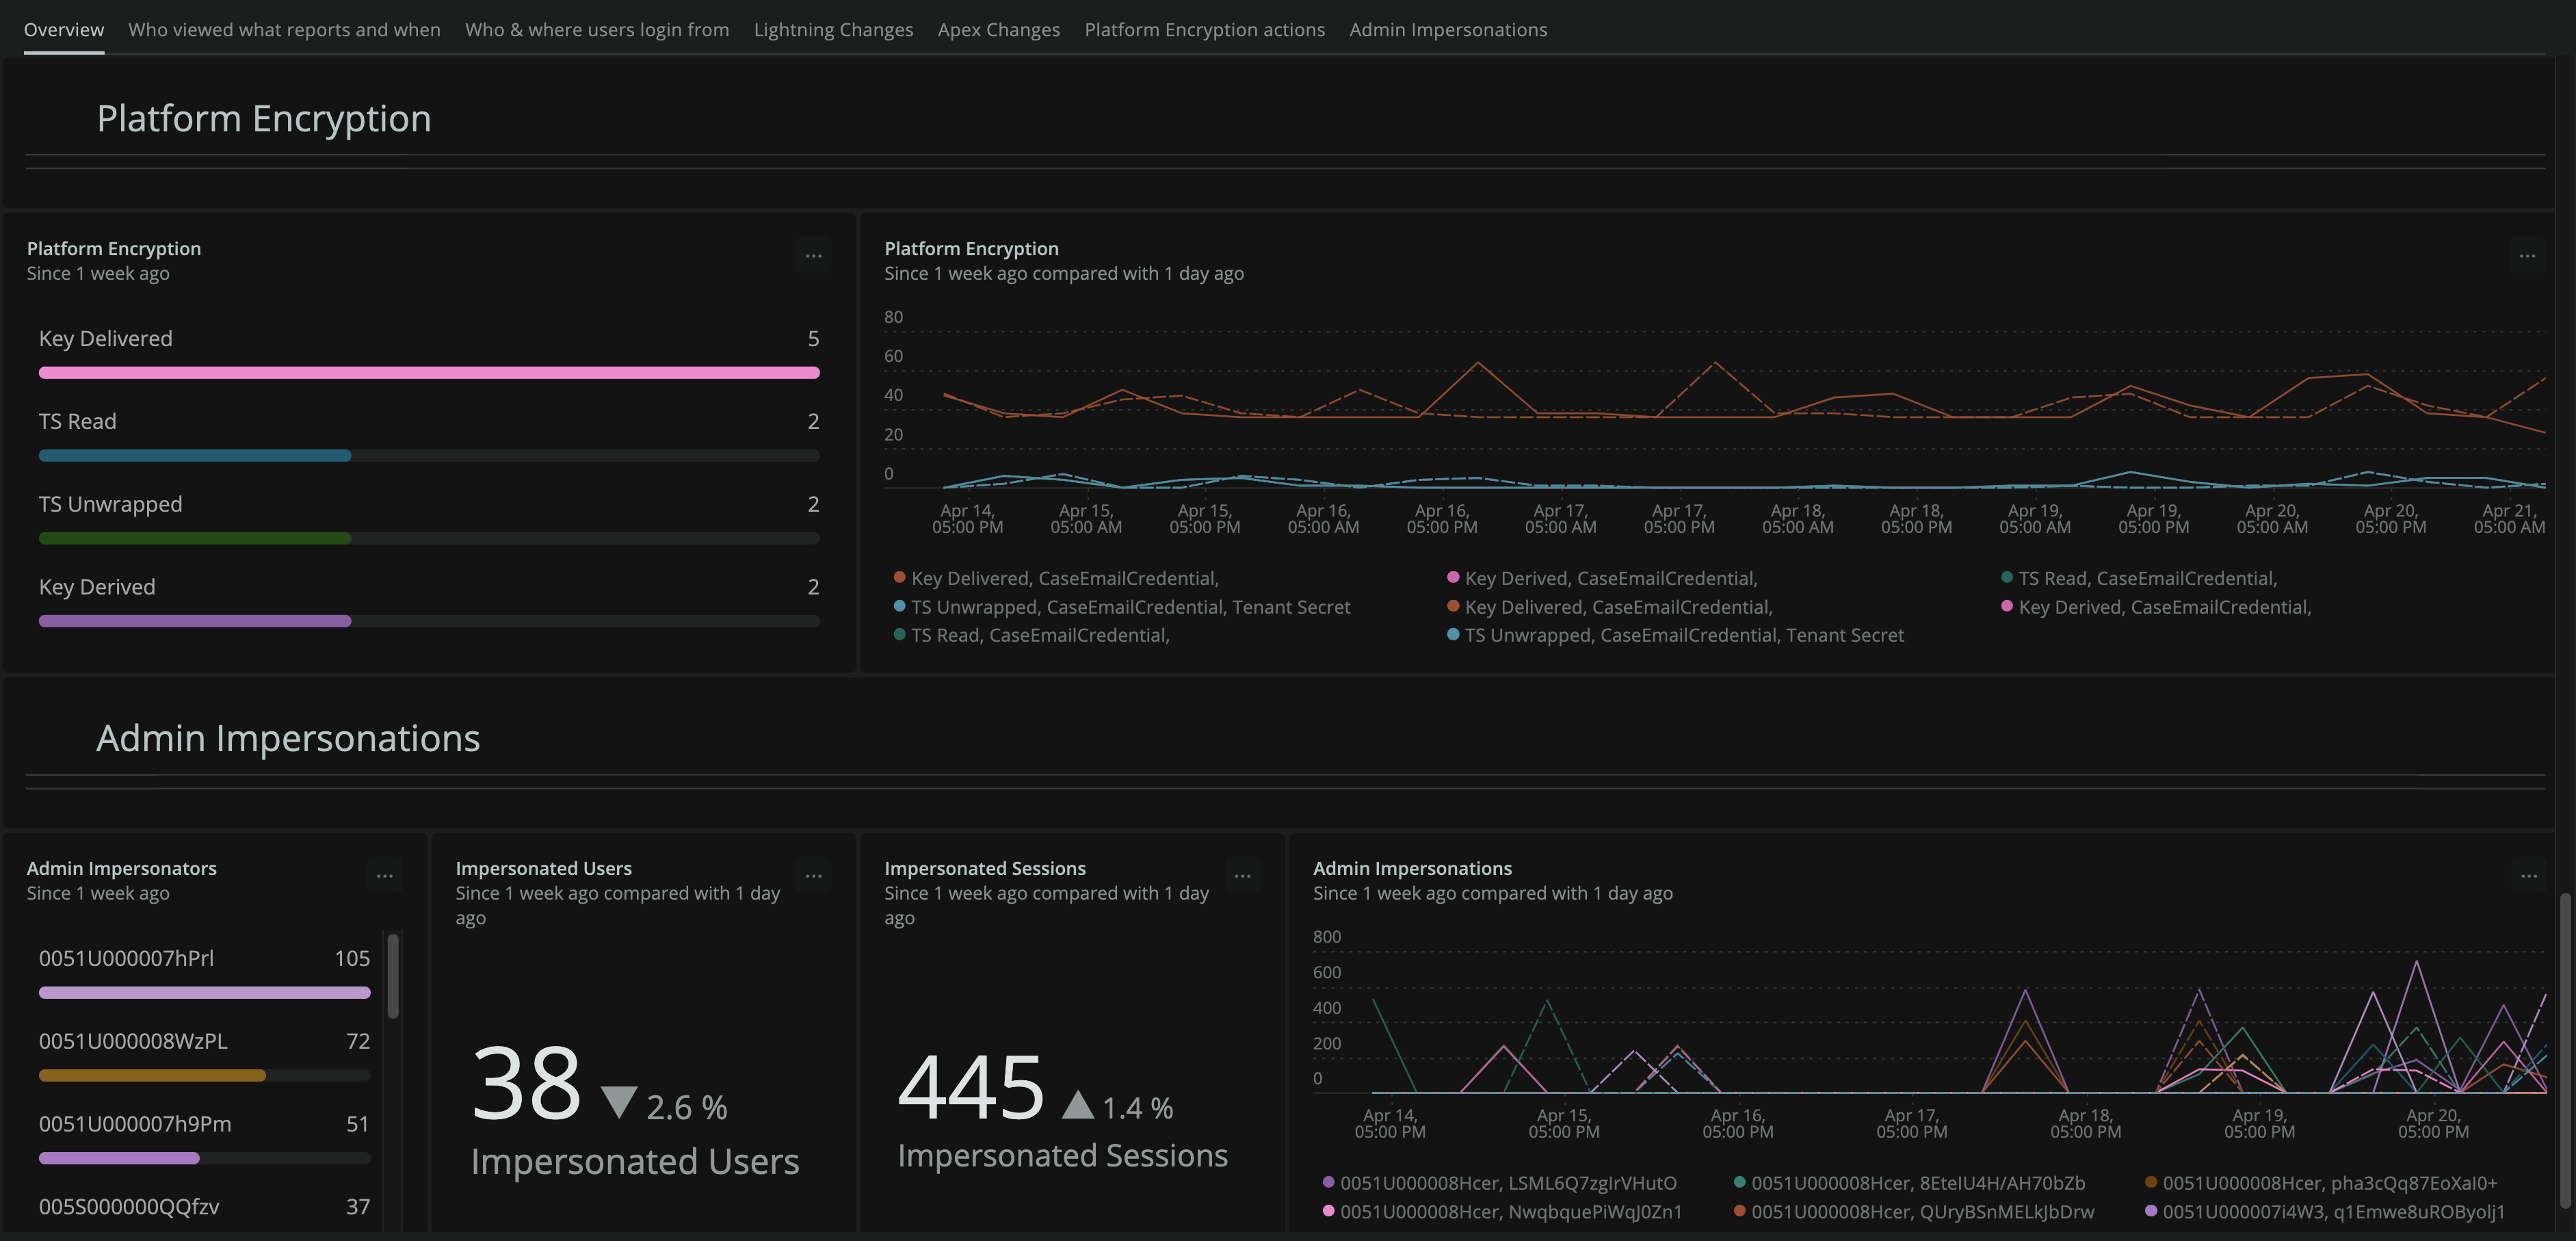 Overview Who viewed what reports and when Who & where users login from Lightning Changes Apex Changes Platform Encryption actions Admin Impersonations
Platform Encryption
Platform Encryption
Since 1 week ago
...
Key Delivered 5
TS Read 2
TS Unwrapped 2
Key Derived 2
Platform Encryption
Since 1 week ago compared with 1 day ago
...
80
60
40
20
0
Apr 14, 05:00 PM
Apr 15, 05:00 AM
Apr 15, 05:00 PM
Apr 16, 05:00 AM
Apr 16, 05:00 PM
Apr 17, 05:00 AM
Apr 17, 05:00 PM
Apr 18, 05:00 AM
Apr 18, 05:00 PM
Apr 19, 05:00 AM
Apr 19, 05:00 PM
Apr 20, 05:00 AM
Apr 20, 05:00 PM
Apr 21, 05:00 AM
Key Delivered, CaseEmailCredential, Key Derived, CaseEmailCredential, TS Read, CaseEmailCredential,
TS Unwrapped, CaseEmailCredential, Tenant Secret Key Delivered, CaseEmailCredential, Key Derived, CaseEmailCredential,
TS Read, CaseEmailCredential, TS Unwrapped, CaseEmailCredential, Tenant Secret
Admin Impersonations
Admin Impersonators
Since 1 week ago
...
0051U000007hPrl 105
0051U000008WzPL 72
0051U000007h9Pm 51
005S000000QQfzv 37
Impersonated Users
Since 1 week ago compared with 1 day
ago
...
38 2.6 %
Impersonated Users
Impersonated Sessions
Since 1 week ago compared with 1 day
ago
...
445 1.4 %
Impersonated Sessions
Admin Impersonations
Since 1 week ago compared with 1 day ago
...
800
600
400
200
0
Apr 14, 05:00 PM
Apr 15, 05:00 PM
Apr 16, 05:00 PM
Apr 17, 05:00 PM
Apr 18, 05:00 PM
Apr 19, 05:00 PM
Apr 20, 05:00 PM
0051U000008Hcer, LSML6Q7zgIrVHutO 0051U000008Hcer, 8EteIU4H/AH70bZb 0051U000008Hcer, pha3cQq87EoXaI0+
0051U000008Hcer, NwqbquePiWqJ0Zn1 0051U000008Hcer, QUryBSnMELkJbDrw 0051U000007i4W3, q1Emwe8uROByolj1